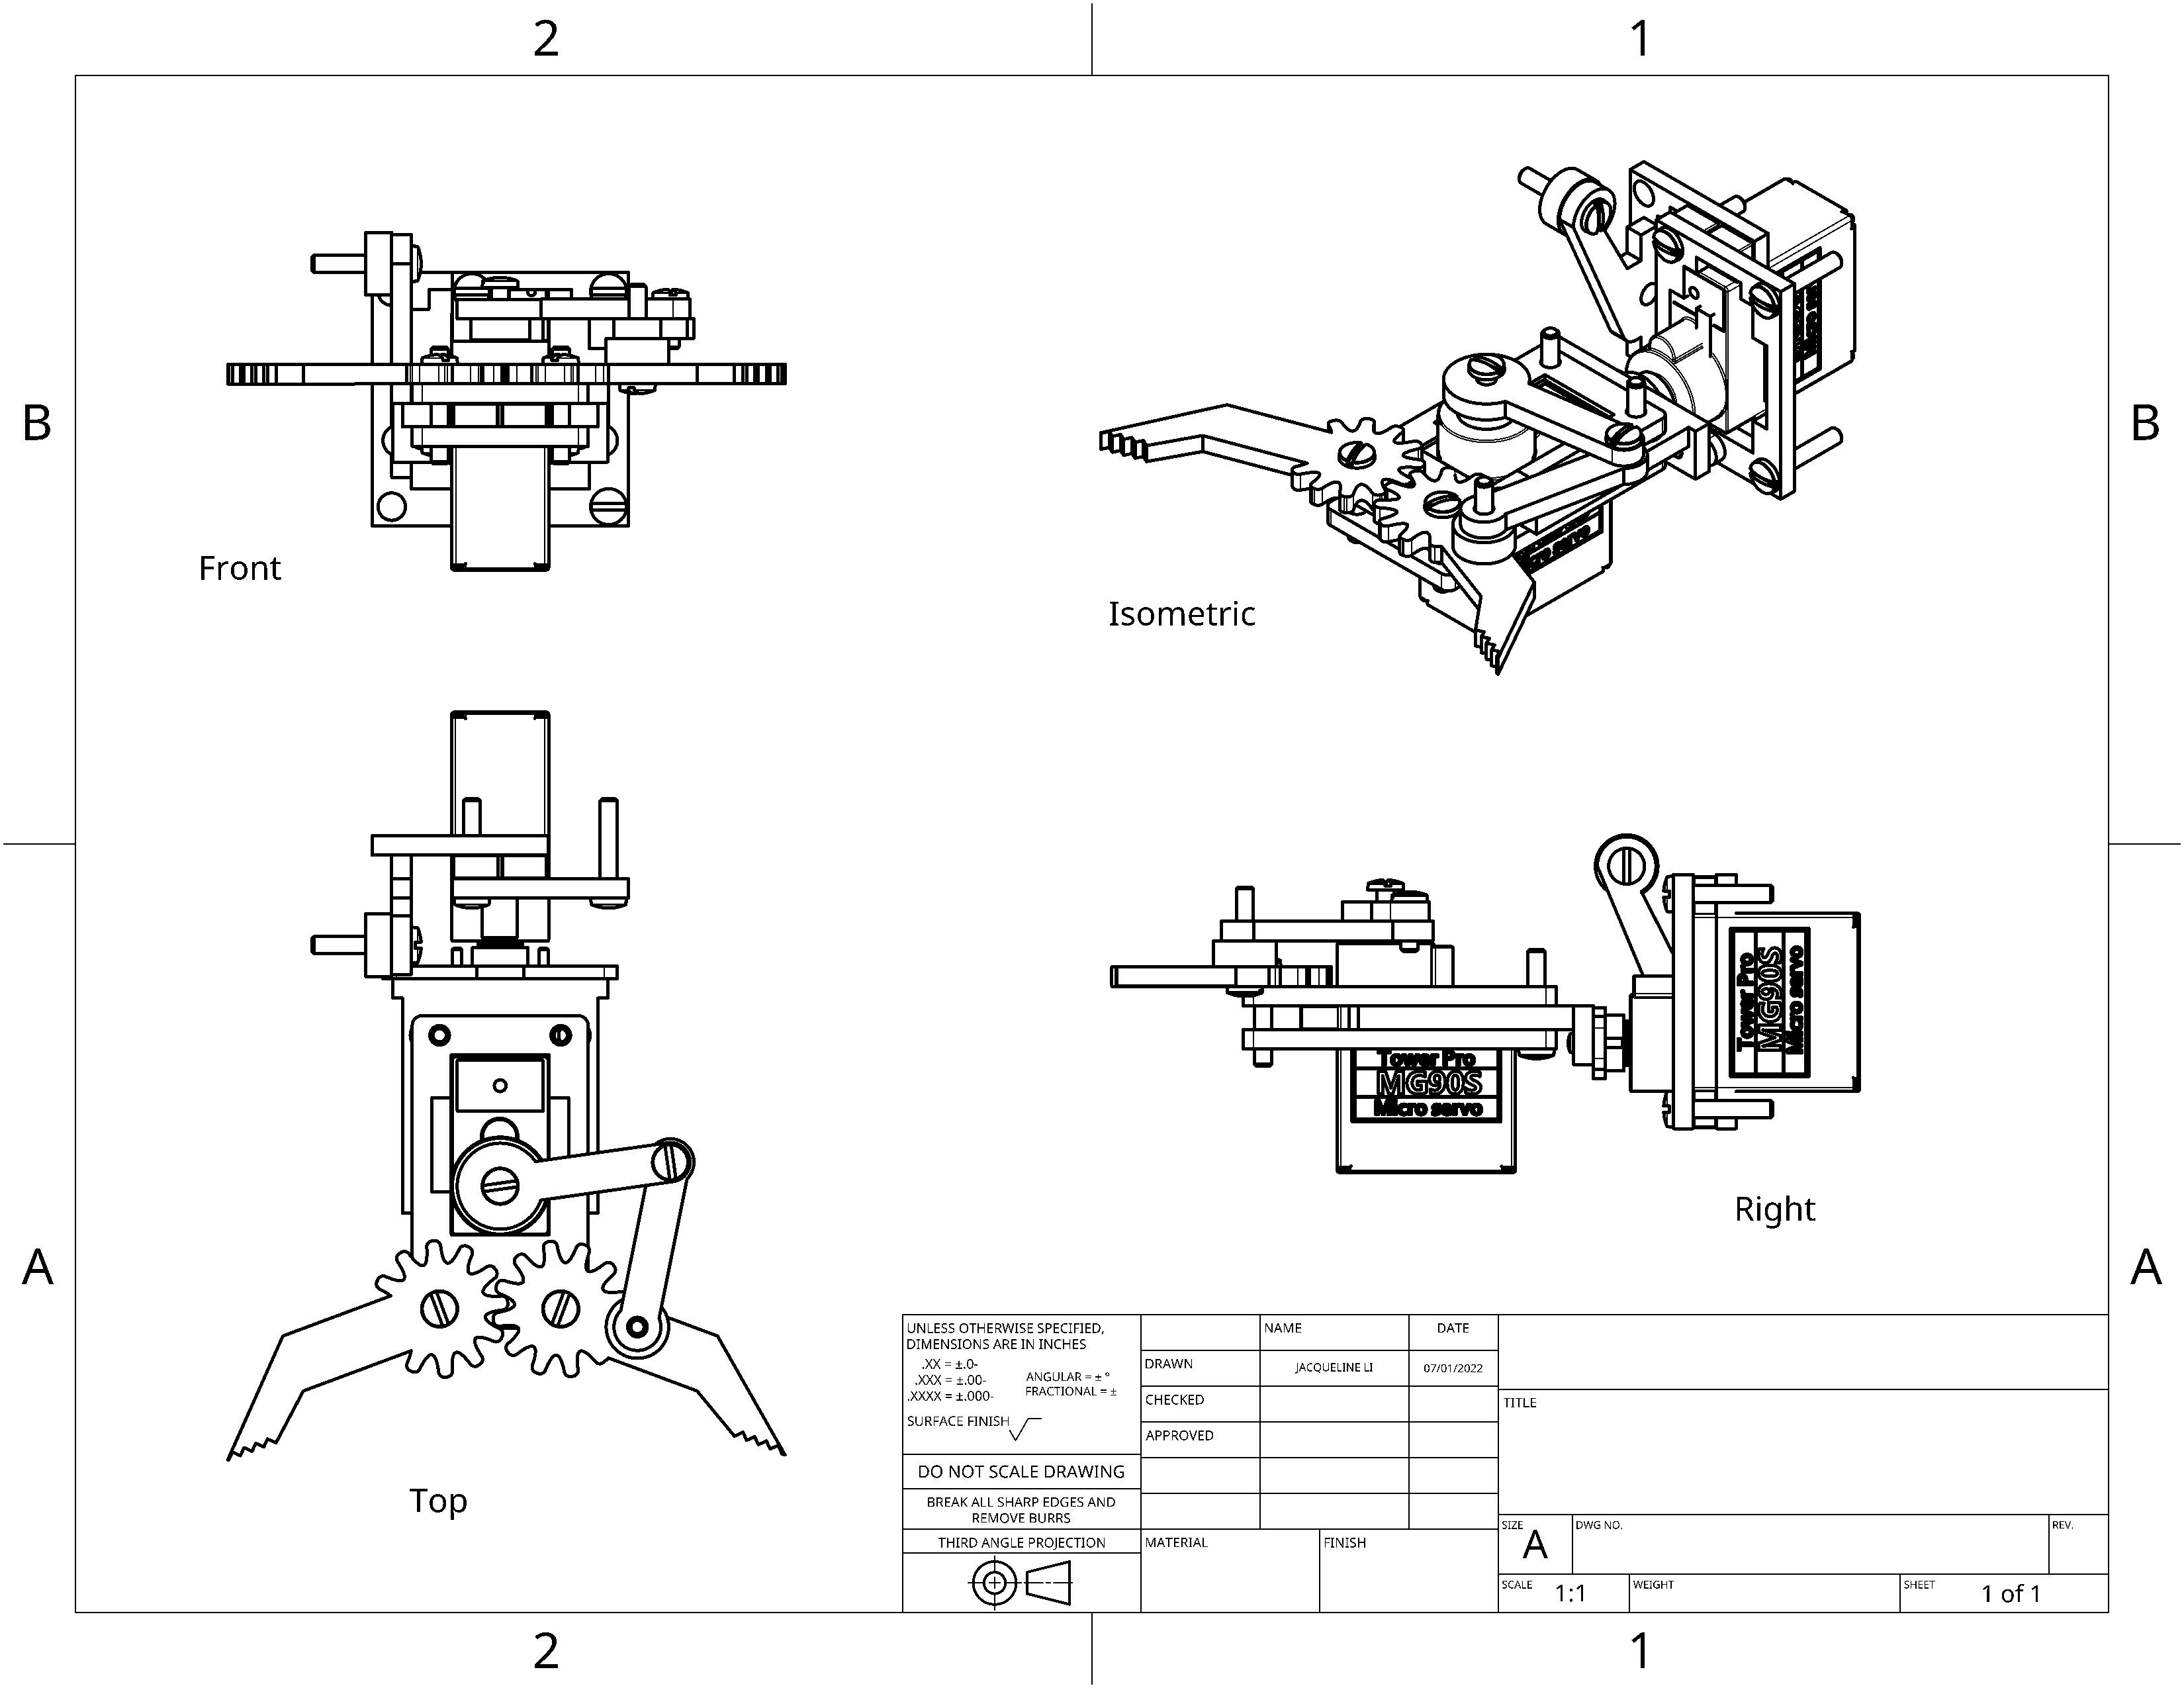 2
1
B
B
Front
Isometric
Tower Pro
MG90S
Micro servo
Tower Pro
MG90S
Micro servo
Right
A
A
Top
UNLESS OTHERWISE SPECIFIED,
DIMENSIONS ARE IN INCHES
.XX = ±.0-
.XXX = ±.00-
.XXXX = ±.000-
ANGULAR = ± °
FRACTIONAL = ±
SURFACE FINISH
DO NOT SCALE DRAWING
BREAK ALL SHARP EDGES AND
REMOVE BURRS
THIRD ANGLE PROJECTION
NAME
DATE
DRAWN
JACQUELINE LI
07/01/2022
CHECKED
APPROVED
MATERIAL
FINISH
TITLE
SIZE
A
DWG NO.
REV.
SCALE
1:1
WEIGHT
SHEET
1 of 1
2
1